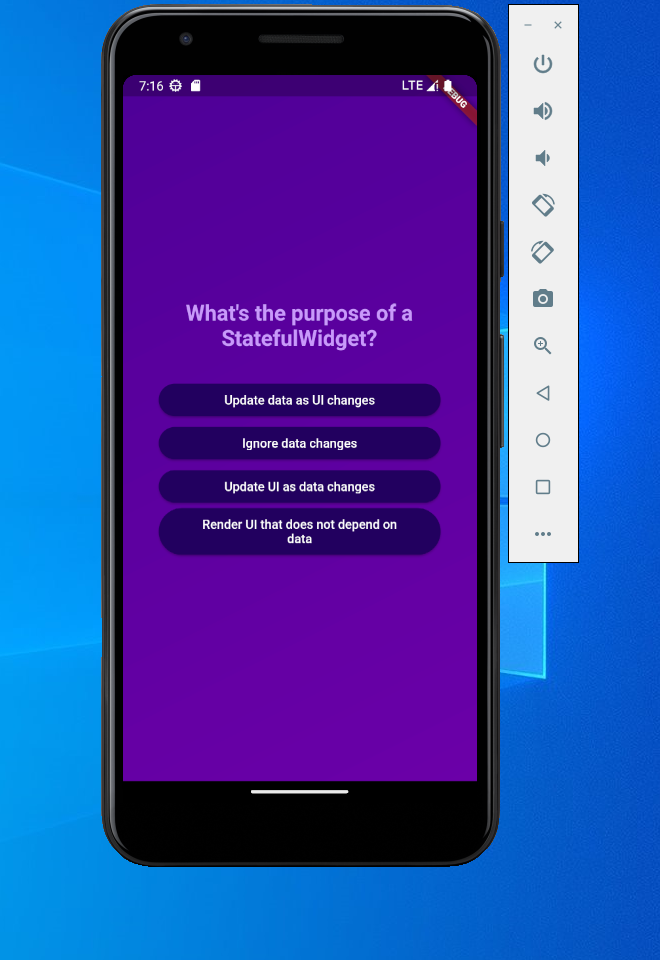 7:16 LTE
What's the purpose of a
StatefulWidget?
Update data as UI changes
Ignore data changes
Update UI as data changes
Render UI that does not depend on
data